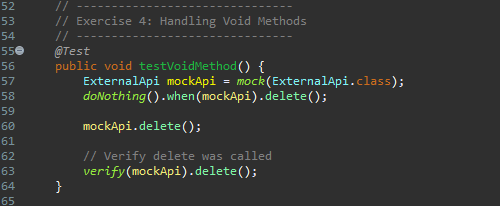 52 // -------------------------------
53 // Exercise 4: Handling Void Methods
54 // -------------------------------
55 @Test
56 public void testVoidMethod() {
57 ExternalApi mockApi = mock(ExternalApi.class);
58 doNothing().when(mockApi).delete();
59
60 mockApi.delete();
61
62 // Verify delete was called
63 verify(mockApi).delete();
64 }
65